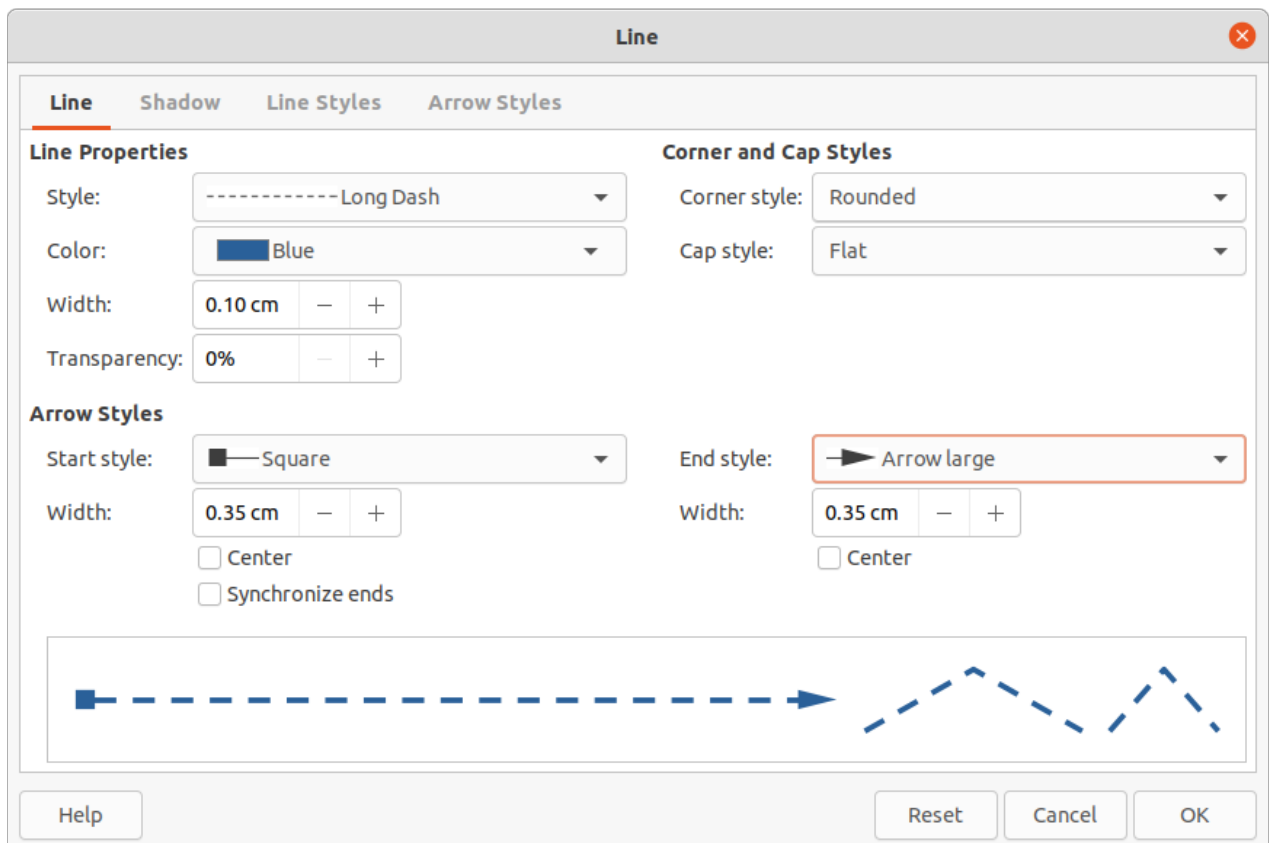 Line
Line Shadow Line Styles Arrow Styles
Line Properties
Style: Long Dash
Color: Blue
Width: 0.10 cm − +
Transparency: 0% − +
Corner and Cap Styles
Corner style: Rounded
Cap style: Flat
Arrow Styles
Start style: Square
Width: 0.35 cm − +
Center
Synchronize ends
End style: Arrow large
Width: 0.35 cm − +
Center
Help Reset Cancel OK